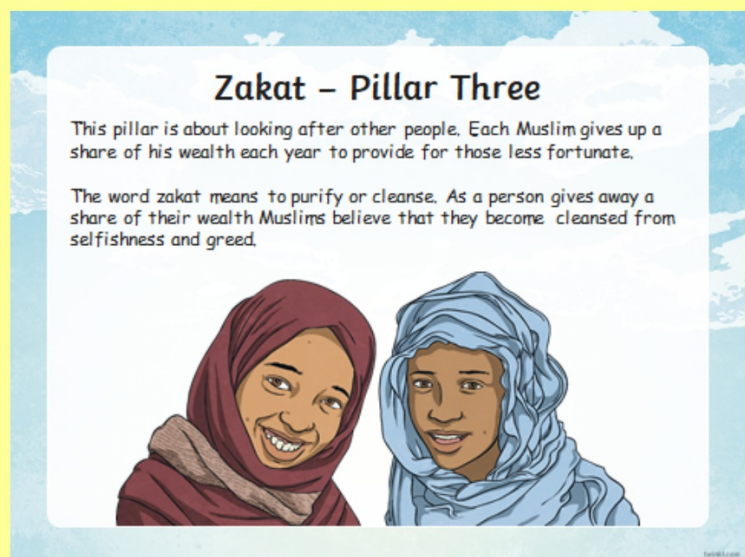 Zakat – Pillar Three
This pillar is about looking after other people. Each Muslim gives up a
share of his wealth each year to provide for those less fortunate.
The word zakat means to purify or cleanse. As a person gives away a
share of their wealth Muslims believe that they become cleansed from
selfishness and greed.
twinkl.com